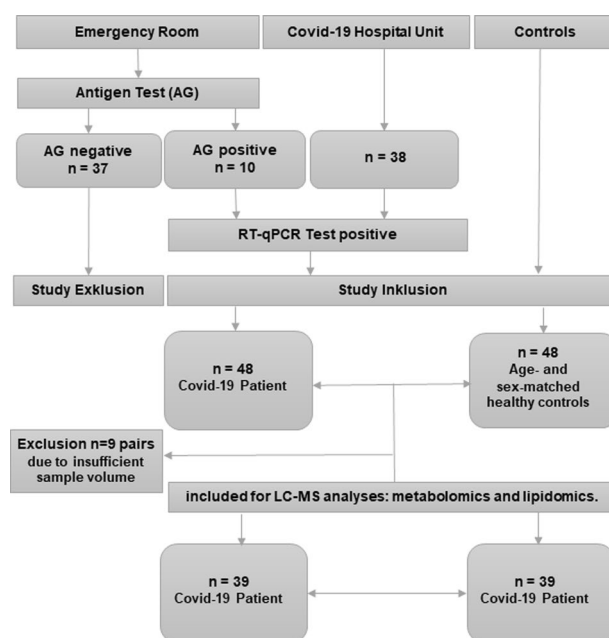 Emergency Room
Covid-19 Hospital Unit
Controls
Antigen Test (AG)
AG negative
n = 37
AG positive
n = 10
n = 38
RT-qPCR Test positive
Study Exklusion
Study Inklusion
n = 48
Covid-19 Patient
n = 48
Age- and
sex-matched
healthy controls
Exclusion n=9 pairs
due to insufficient
sample volume
included for LC-MS analyses: metabolomics and lipidomics.
n = 39
Covid-19 Patient
n = 39
Covid-19 Patient